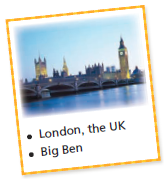 ● London, the UK
● Big Ben